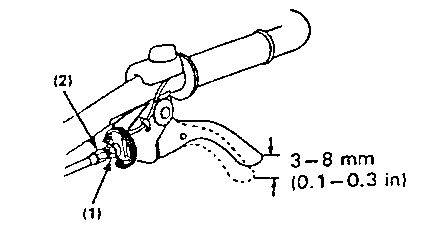 (2)
3–8 mm
(0.1–0.3 in)
(1)